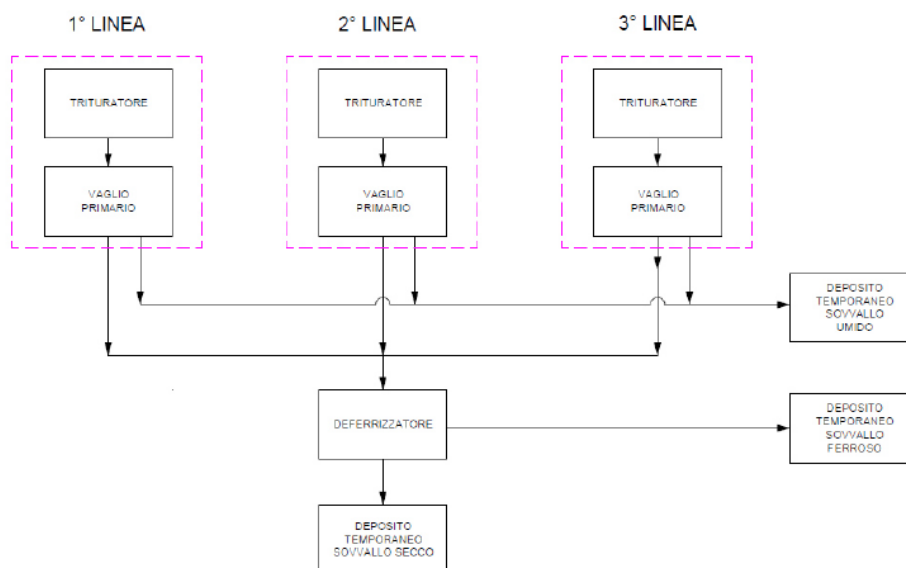 1° LINEA
2° LINEA
3° LINEA
TRITURATORE
TRITURATORE
TRITURATORE
VAGLIO
PRIMARIO
VAGLIO
PRIMARIO
VAGLIO
PRIMARIO
DEPOSITO
TEMPORANEO
SOVVALLO
UMIDO
DEFERRIZZATORE
DEPOSITO
TEMPORANEO
SOVVALLO
FERROSO
DEPOSITO
TEMPORANEO
SOVVALLO SECCO